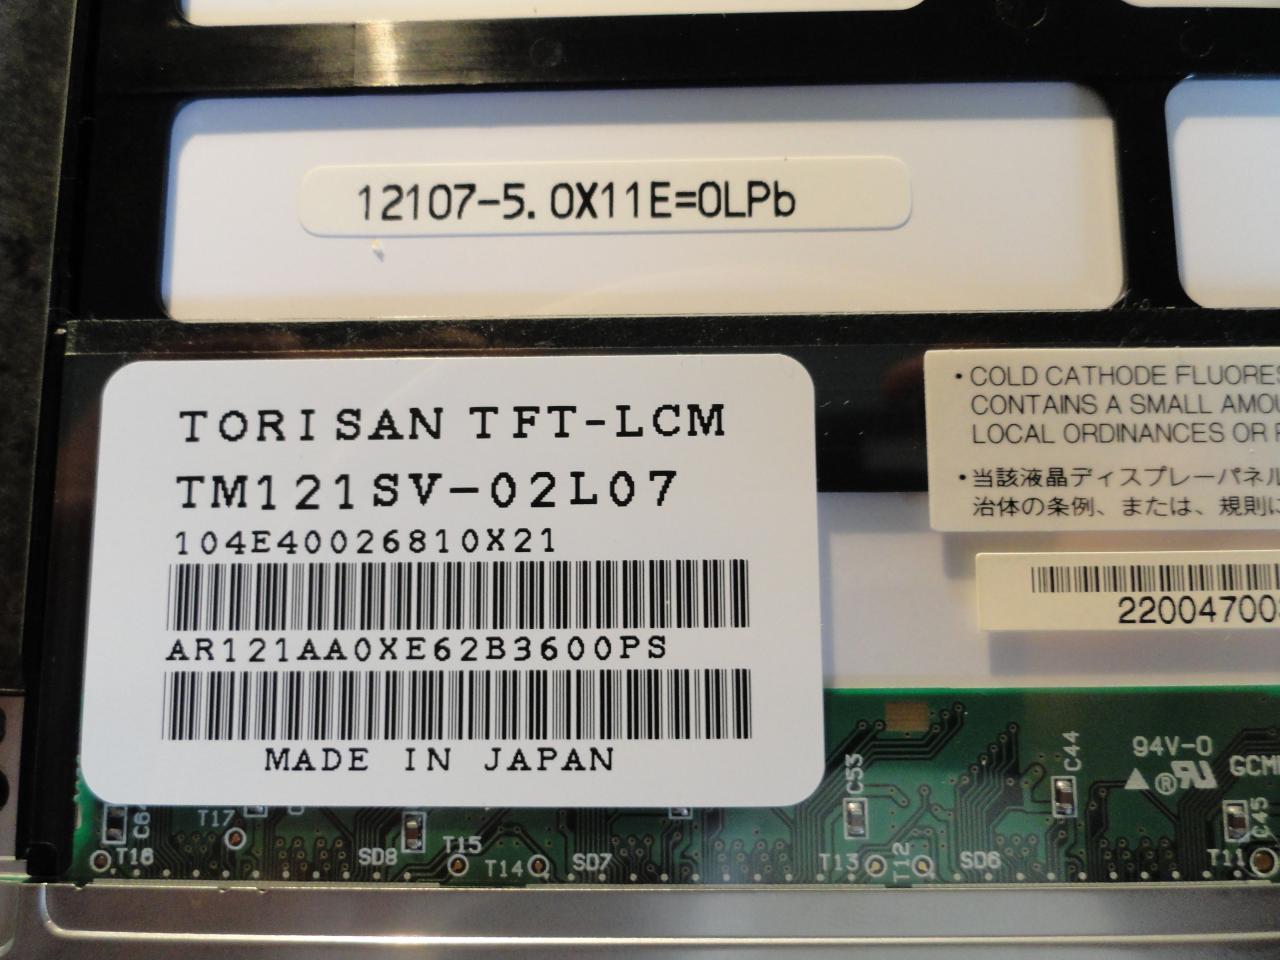 12107-5.0X11E=0LPb
TORISAN TFT-LCM
TM121SV-02L07
104E40026810X21
AR121AA0XE62B3600PS
MADE IN JAPAN
・COLD CATHODE
CONTAINS A SMALL
LOCAL ORDINANCES OR
・当該液晶ディスプレーパネル
治体の条例、または、規則に
2200470
C44
94V-0
C53
C45
T17
T16
SD8
T15
T14
SD7
T13
T12
SD6
T11